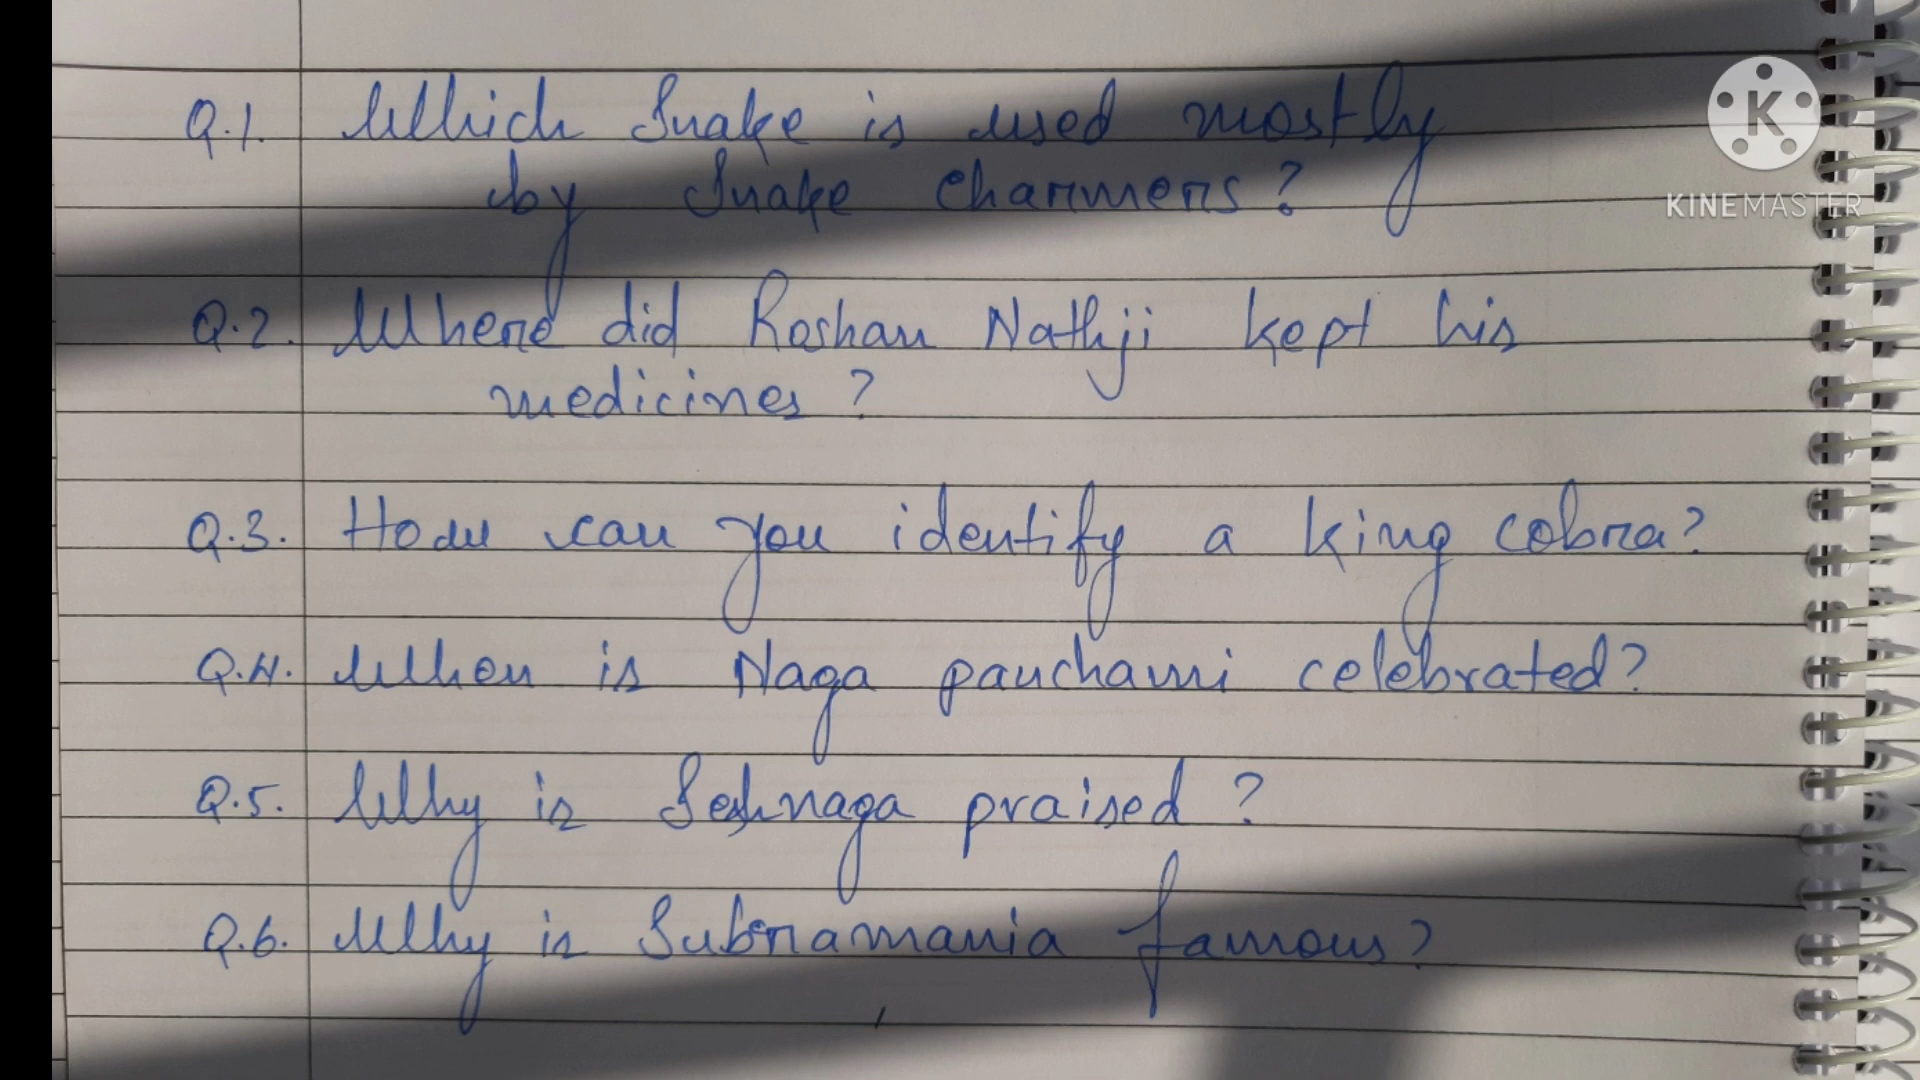 Q.1. Which Snake is used mostly
by Snake charmers?
Q.2. Where did Roshan Nathji kept his
medicines?
Q.3. How can you identify a king cobra?
Q.4. When is Naga panchami celebrated?
Q.5. Why is Seshnaga praised?
Q.6. Why is Subramania famous?
K
KINEMASTER